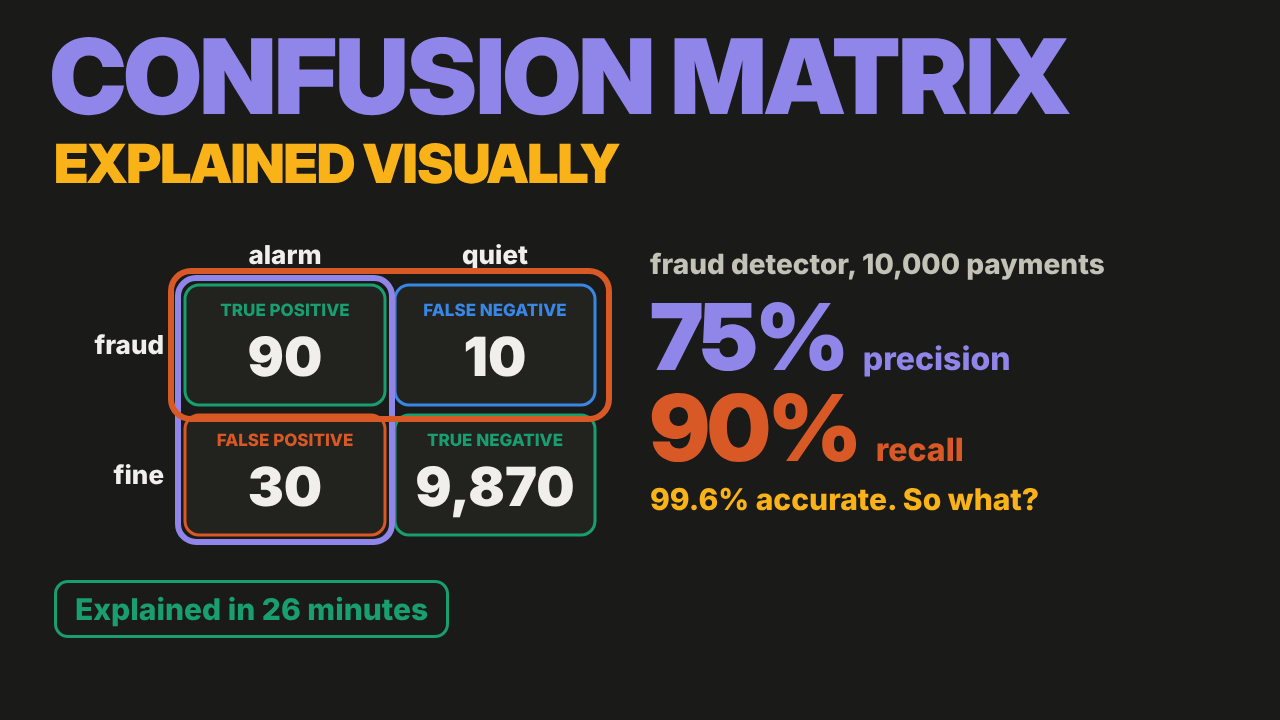 CONFUSION MATRIX
EXPLAINED VISUALLY
alarm quiet
fraud
TRUE POSITIVE
90
FALSE NEGATIVE
10
fine
FALSE POSITIVE
30
TRUE NEGATIVE
9,870
fraud detector, 10,000 payments
75% precision
90% recall
99.6% accurate. So what?
Explained in 26 minutes